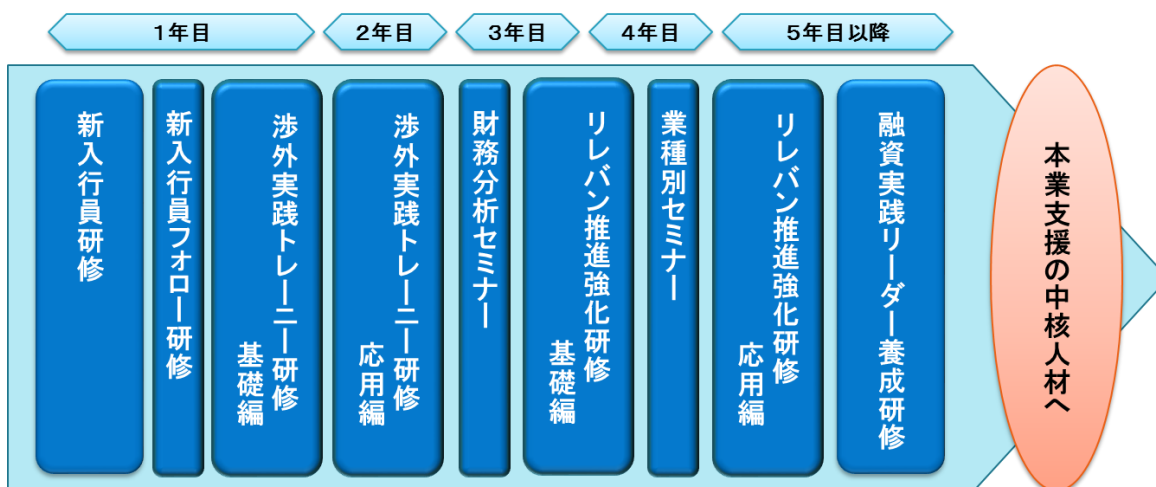 1年目
2年目
3年目
4年目
5年目以降
新入行員研修
新入行員フォロー研修
渉外実践トレーニー研修
基礎編
渉外実践トレーニー研修
応用編
財務分析セミナー
リレバン推進強化研修
基礎編
業種別セミナー
リレバン推進強化研修
応用編
融資実践リーダー養成研修
本業支援の中核人材へ